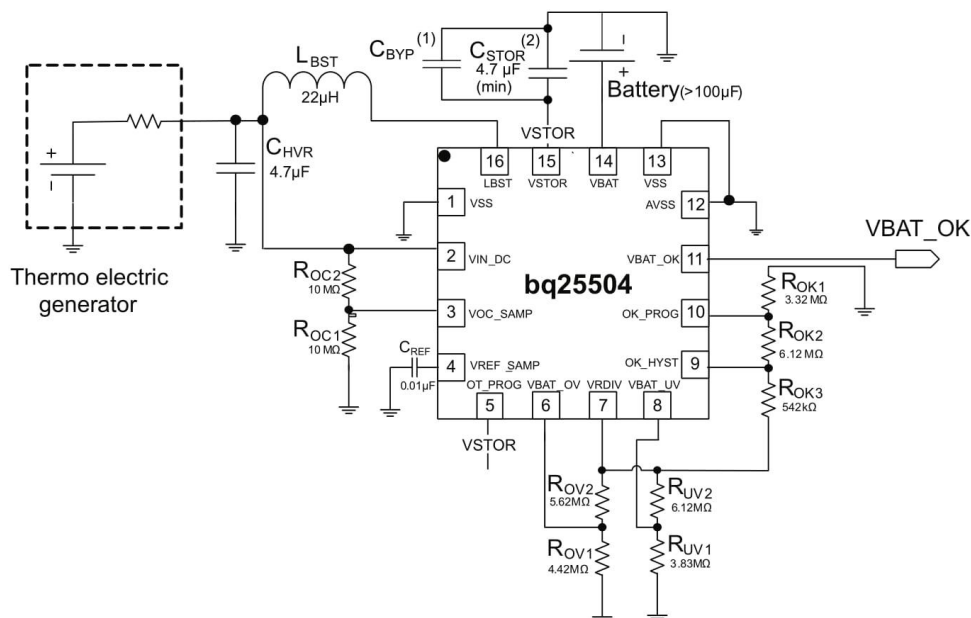 C_BYP (1)
C_STOR (2)
4.7 µF
(min)
L_BST
22µH
Battery(>100µF)
VSTOR
C_HVR
4.7µF
16 15 14 13
LBST VSTOR VBAT VSS
1 VSS
AVSS 12
VBAT_OK
2 VIN_DC
VBAT_OK 11
Thermo electric
generator
R_OC2
10 MΩ
bq25504
R_OK1
3.32 MΩ
3 VOC_SAMP
OK_PROG 10
R_OC1
10 MΩ
R_OK2
6.12 MΩ
C_REF
0.01µF
4 VREF_SAMP
OK_HYST 9
OT_PROG VBAT_OV VRDIV VBAT_UV
5 6 7 8
R_OK3
542kΩ
VSTOR
R_OV2
5.62MΩ
R_UV2
6.12MΩ
R_OV1
4.42MΩ
R_UV1
3.83MΩ